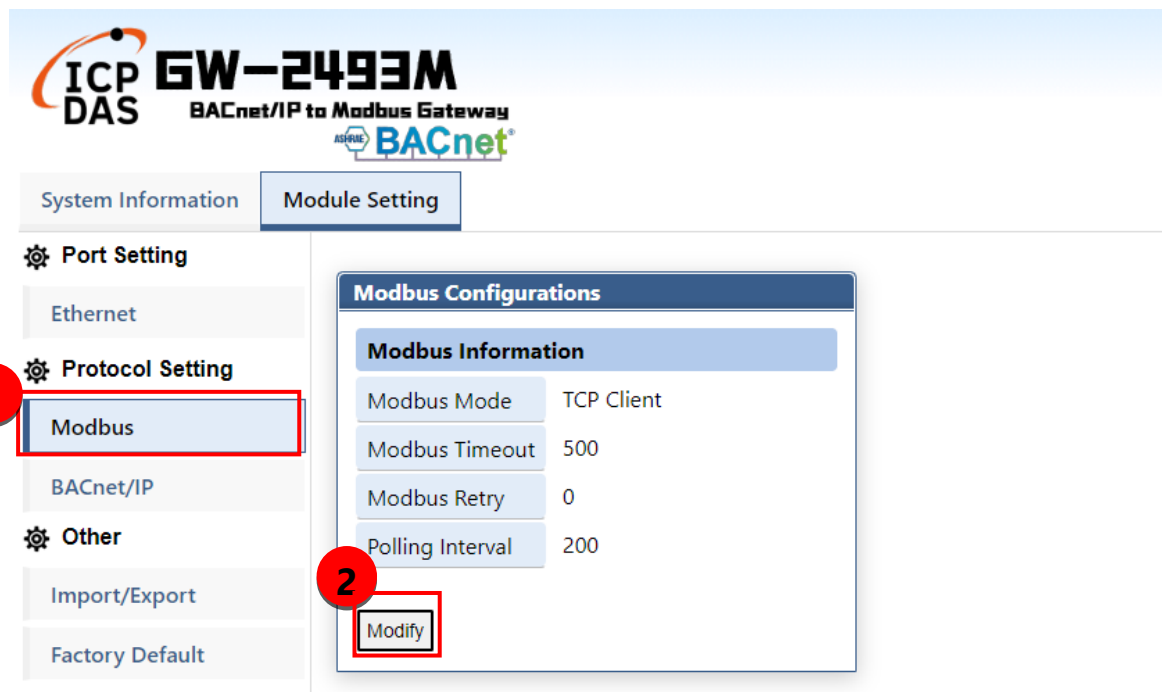 ICP
DAS
GW-2493M
BACnet/IP to Modbus Gateway
ASHRAE BACnet®
System Information
Module Setting
Port Setting
Ethernet
Protocol Setting
Modbus
BACnet/IP
Other
Import/Export
Factory Default
Modbus Configurations
Modbus Information
Modbus Mode TCP Client
Modbus Timeout 500
Modbus Retry 0
Polling Interval 200
2
Modify